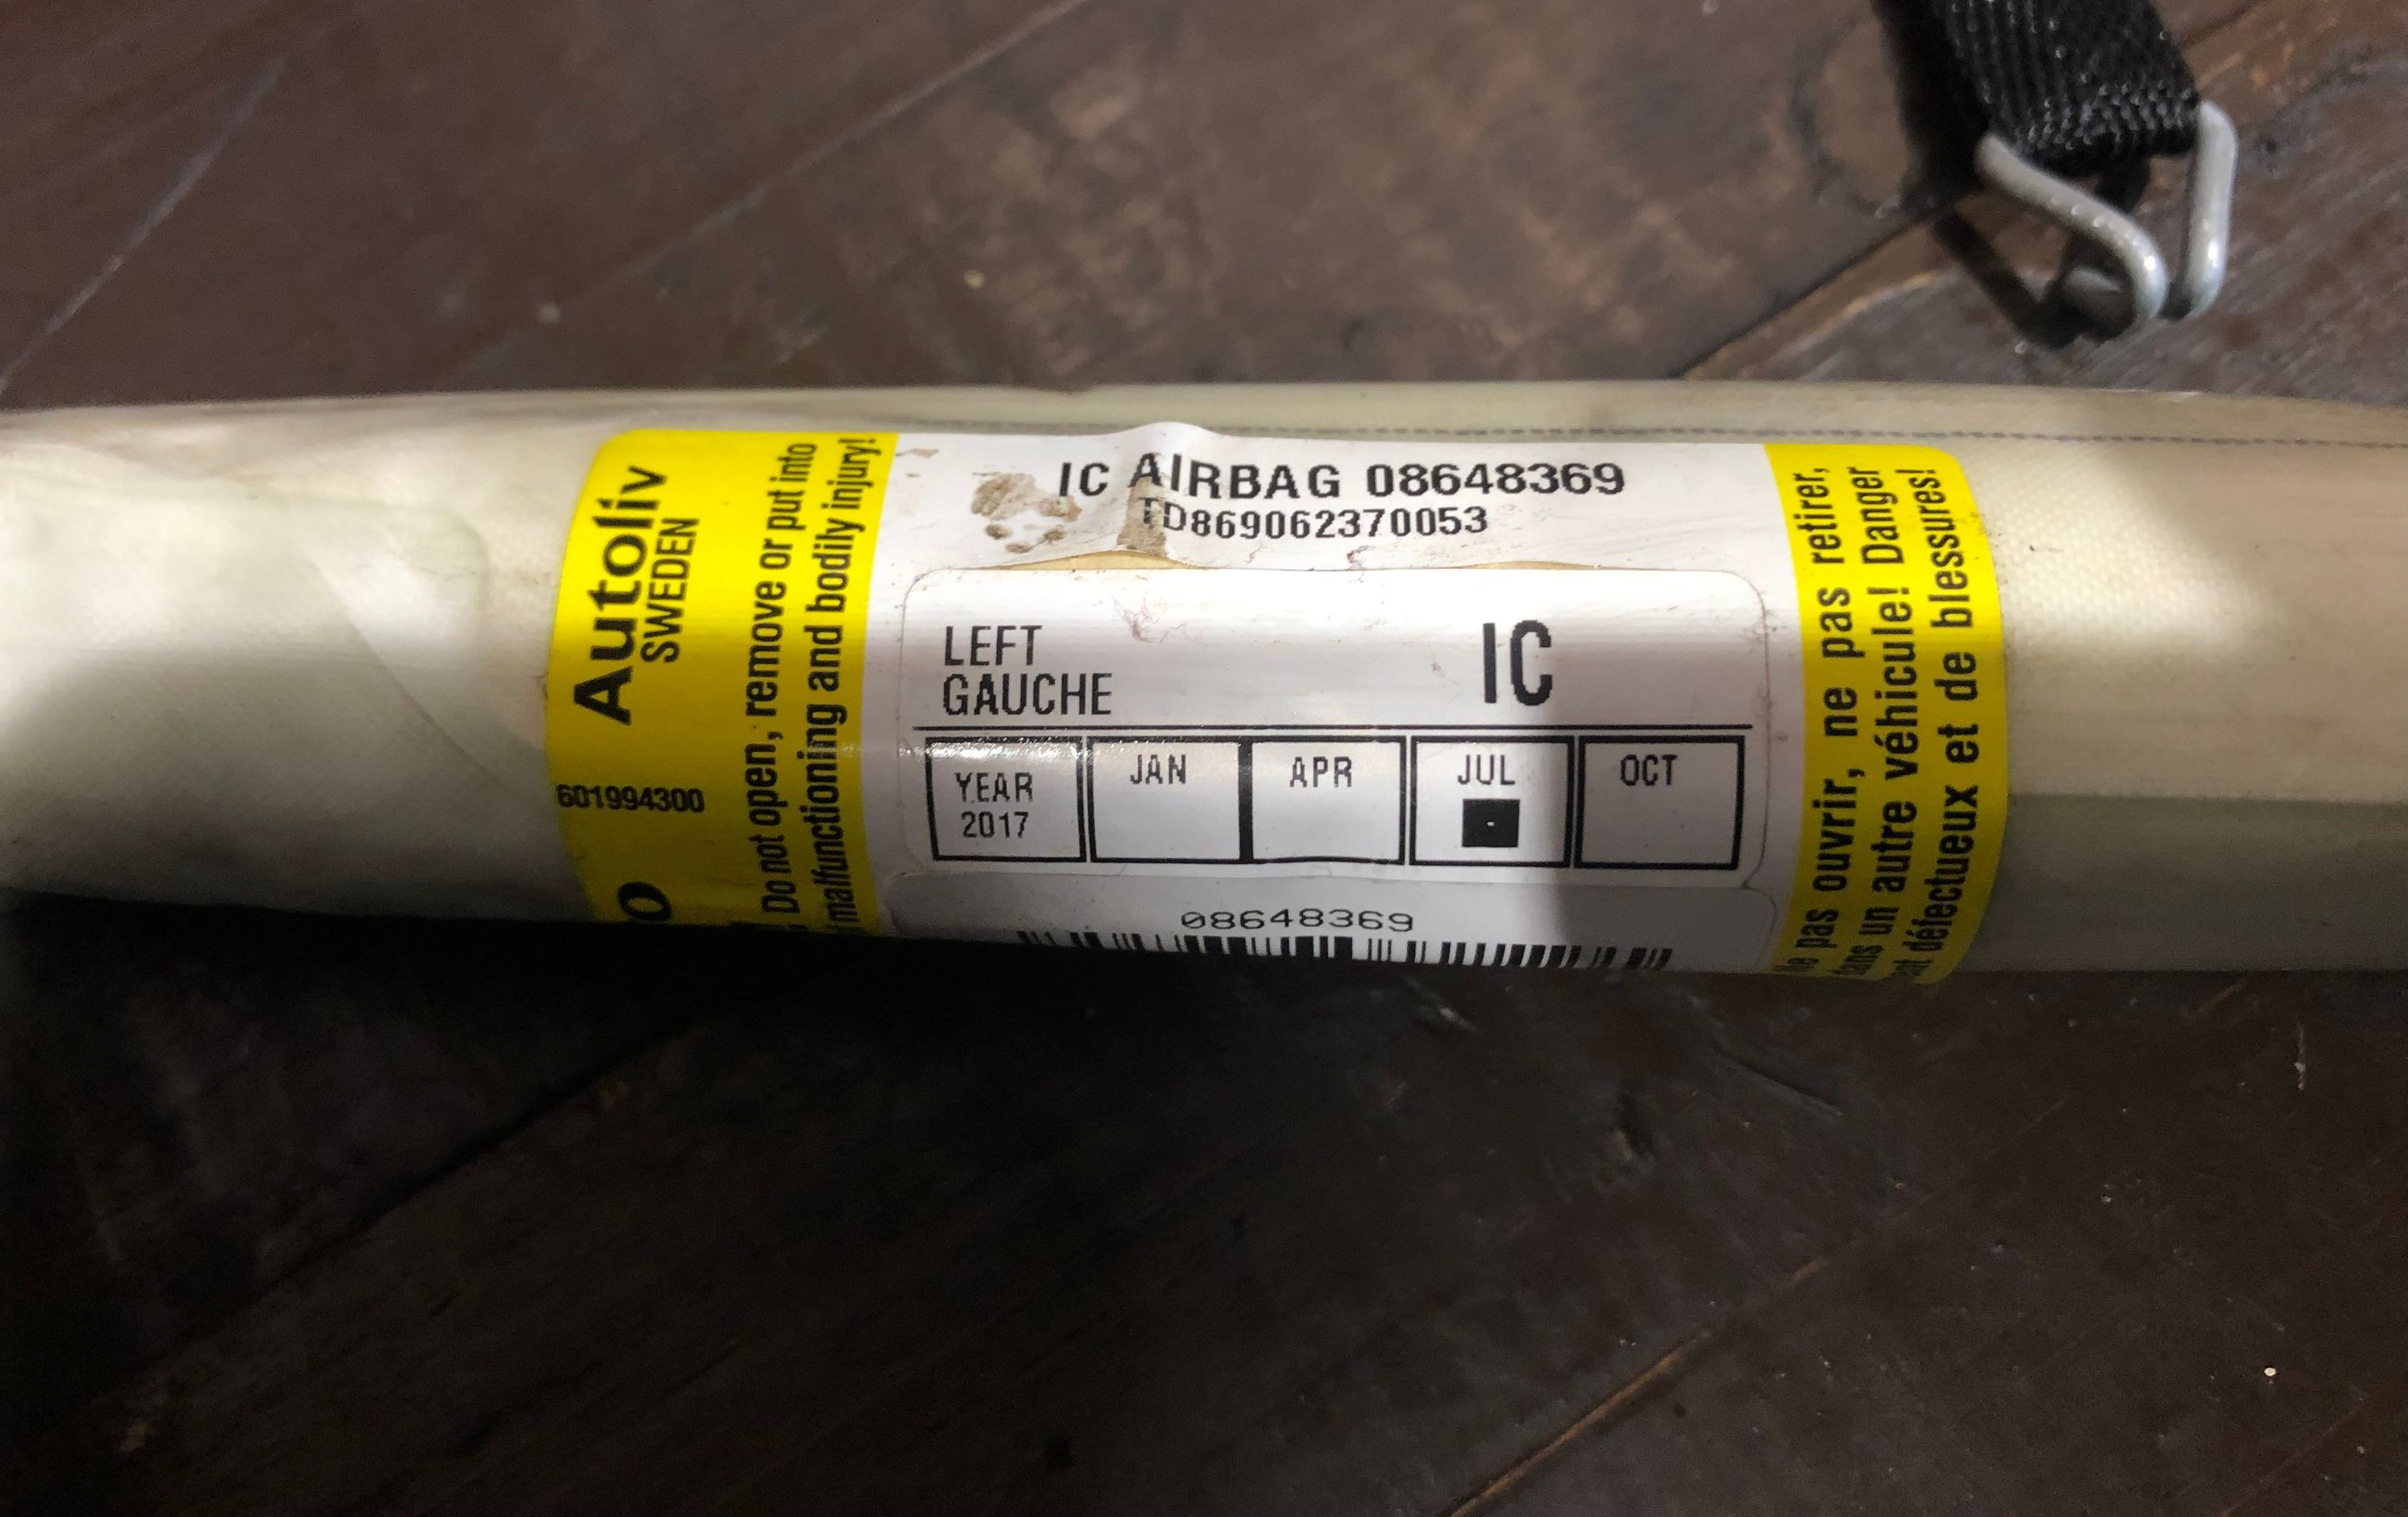 Autoliv
SWEDEN
601994300
Do not open, remove or put into
malfunctioning and bodily injury!
IC AIRBAG 08648369
TD869062370053
LEFT
GAUCHE
IC
YEAR
2017
JAN
APR
JUL
OCT
08648369
pas ouvrir, ne pas retirer,
un autre véhicule! Danger
défectueux et de blessures!